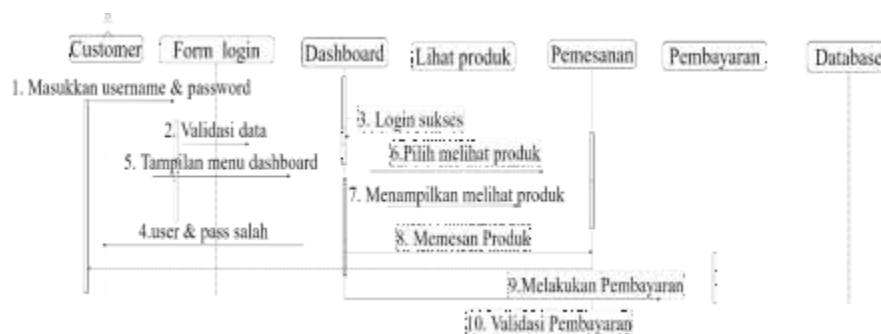 Customer
Form login
Dashboard
Lihat produk
Pemesanan
Pembayaran
Database
1. Masukkan username & password
3. Login sukses
2. Validasi data
6.Pilih melihat produk
5. Tampilan menu dashboard
7. Menampilkan melihat produk
4.user & pass salah
8. Memesan Produk
9.Melakukan Pembayaran
10. Validasi Pembayaran